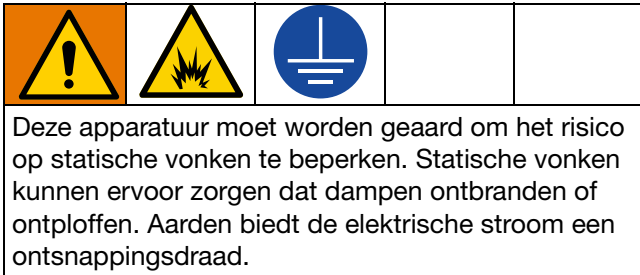 Deze apparatuur moet worden geaard om het risico
op statische vonken te beperken. Statische vonken
kunnen ervoor zorgen dat dampen ontbranden of
ontploffen. Aarden biedt de elektrische stroom een
ontsnappingsdraad.